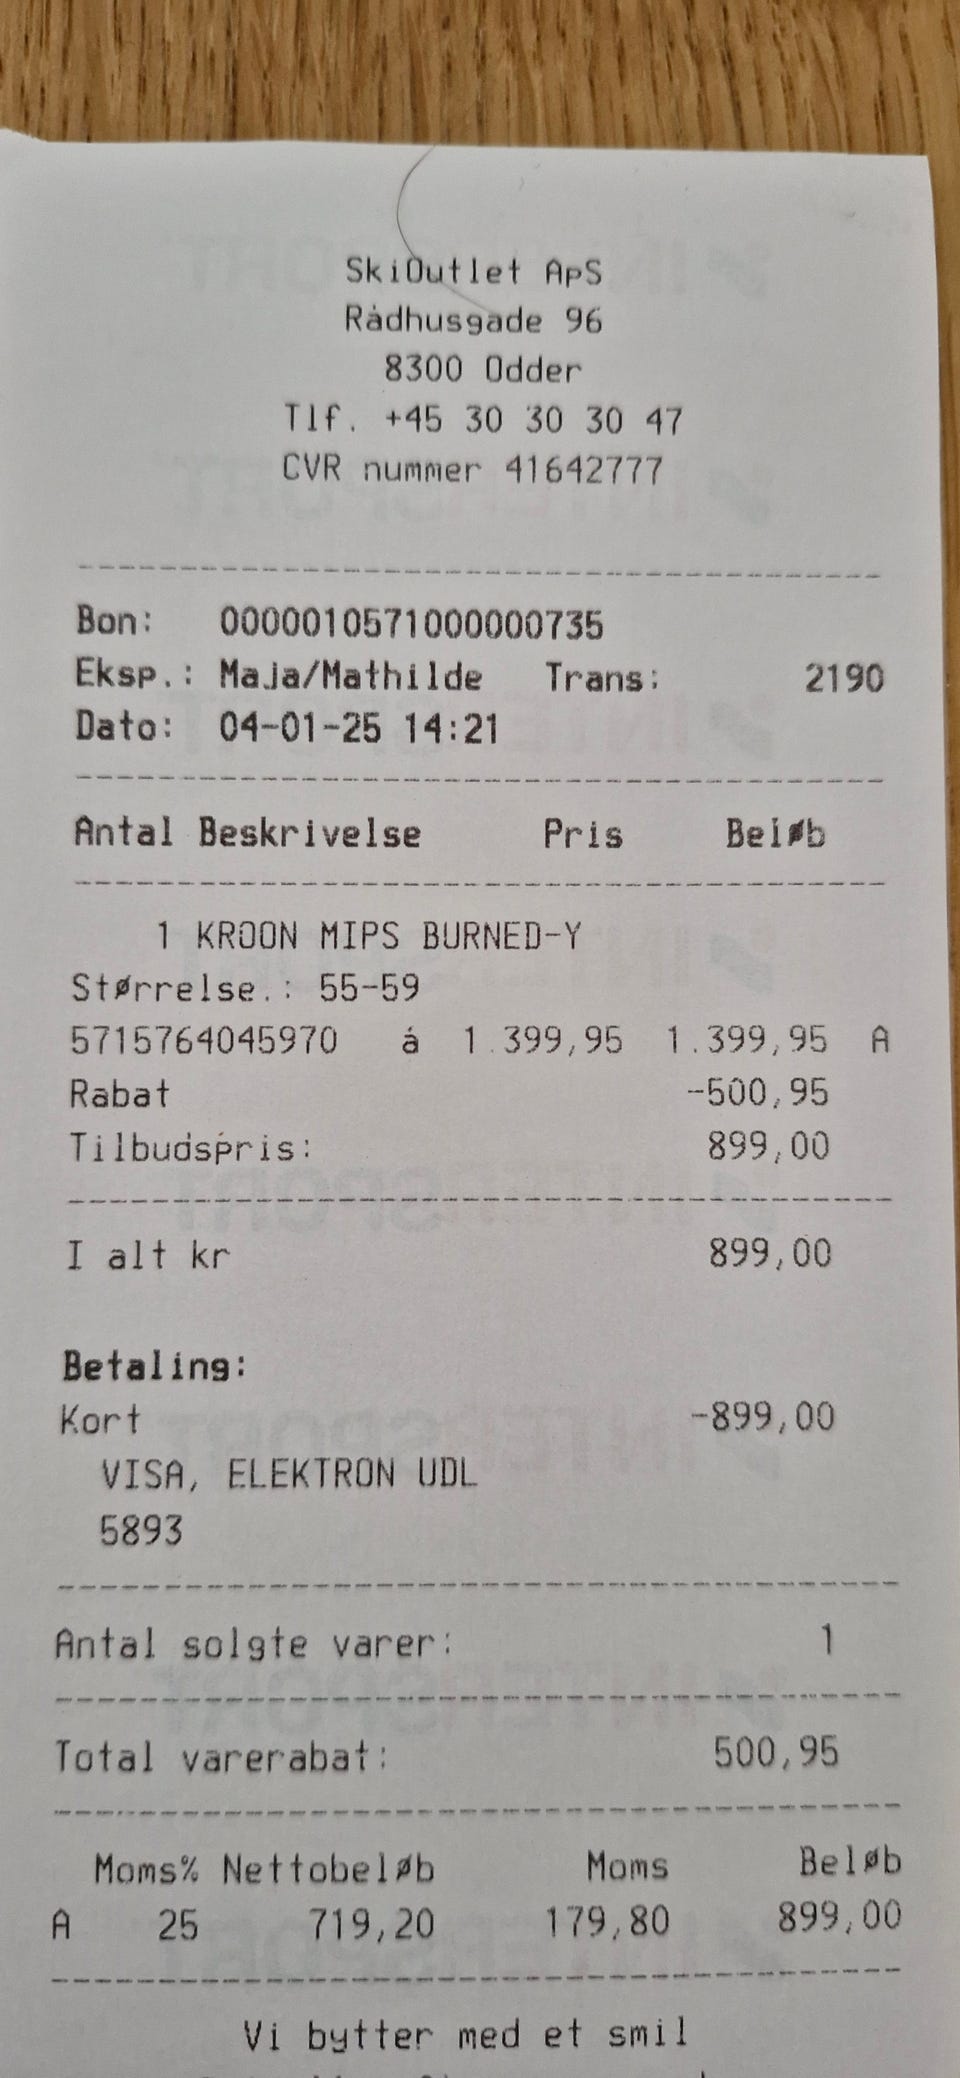 SkiOutlet ApS
Rådhusgade 96
8300 Odder
Tlf. +45 30 30 30 47
CVR nummer 41642777
Bon: 0000010571000000735
Eksp.: Maja/Mathilde Trans: 2190
Dato: 04-01-25 14:21
Antal Beskrivelse Pris Beløb
1 KROON MIPS BURNED-Y
Størrelse.: 55-59
5715764045970 á 1.399,95 1.399,95 A
Rabat -500,95
Tilbudspris: 899,00
I alt kr 899,00
Betaling:
Kort -899,00
VISA, ELEKTRON UDL
5893
Antal solgte varer: 1
Total varerabat: 500,95
Moms% Nettobeløb Moms Beløb
A 25 719,20 179,80 899,00
Vi bytter med et smil